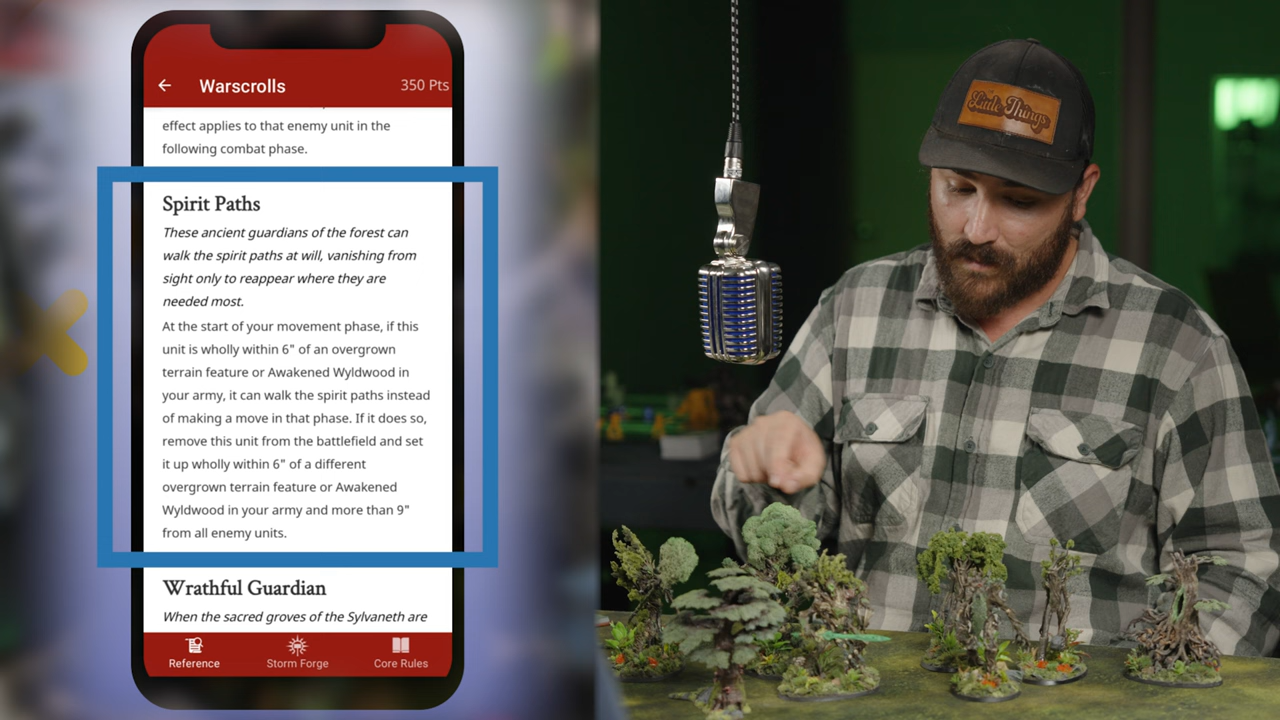 Warscrolls
350 Pts
effect applies to that enemy unit in the
following combat phase.
Spirit Paths
These ancient guardians of the forest can
walk the spirit paths at will, vanishing from
sight only to reappear where they are
needed most.
At the start of your movement phase, if this
unit is wholly within 6" of an overgrown
terrain feature or Awakened Wyldwood in
your army, it can walk the spirit paths instead
of making a move in that phase. If it does so,
remove this unit from the battlefield and set
it up wholly within 6" of a different
overgrown terrain feature or Awakened
Wyldwood in your army and more than 9"
from all enemy units.
Wrathful Guardian
When the sacred groves of the Sylvaneth are
Reference
Storm Forge
Core Rules
Little Things